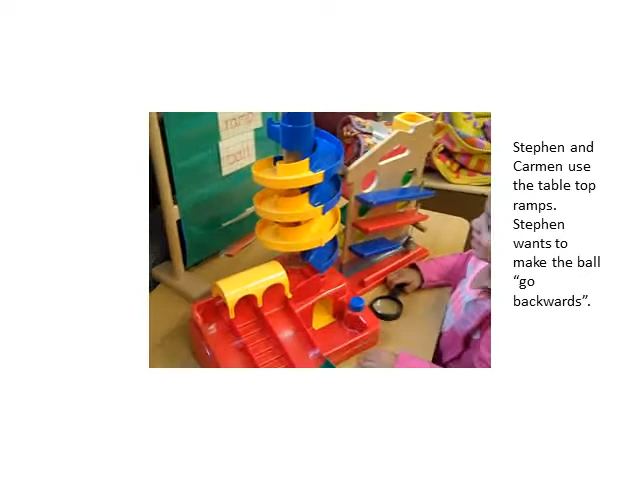 ramp
ball
Stephen and
Carmen use
the table top
ramps.
Stephen
wants to
make the ball
“go
backwards”.